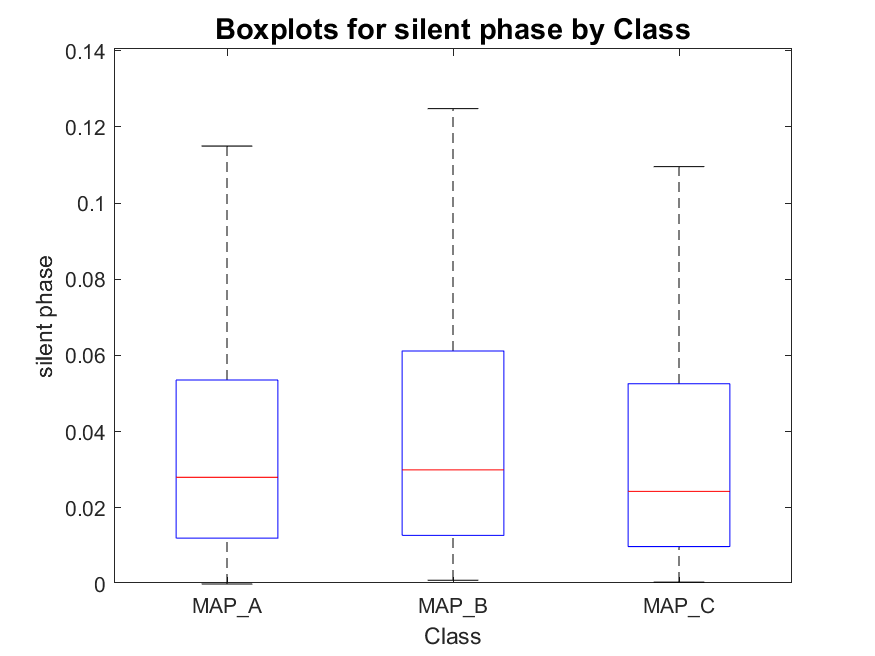 Boxplots for silent phase by Class
0.14
0.12
0.1
0.08
0.06
0.04
0.02
0
silent phase
MAP_A MAP_B MAP_C
Class